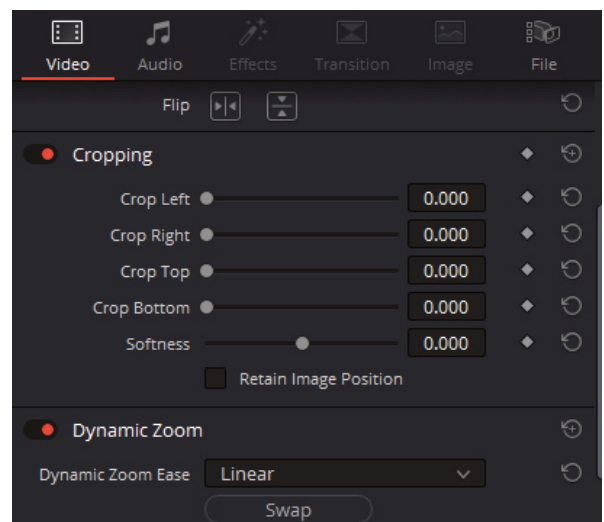 Video Audio Effects Transition Image File
Flip
Cropping
Crop Left 0.000
Crop Right 0.000
Crop Top 0.000
Crop Bottom 0.000
Softness 0.000
Retain Image Position
Dynamic Zoom
Dynamic Zoom Ease Linear
Swap